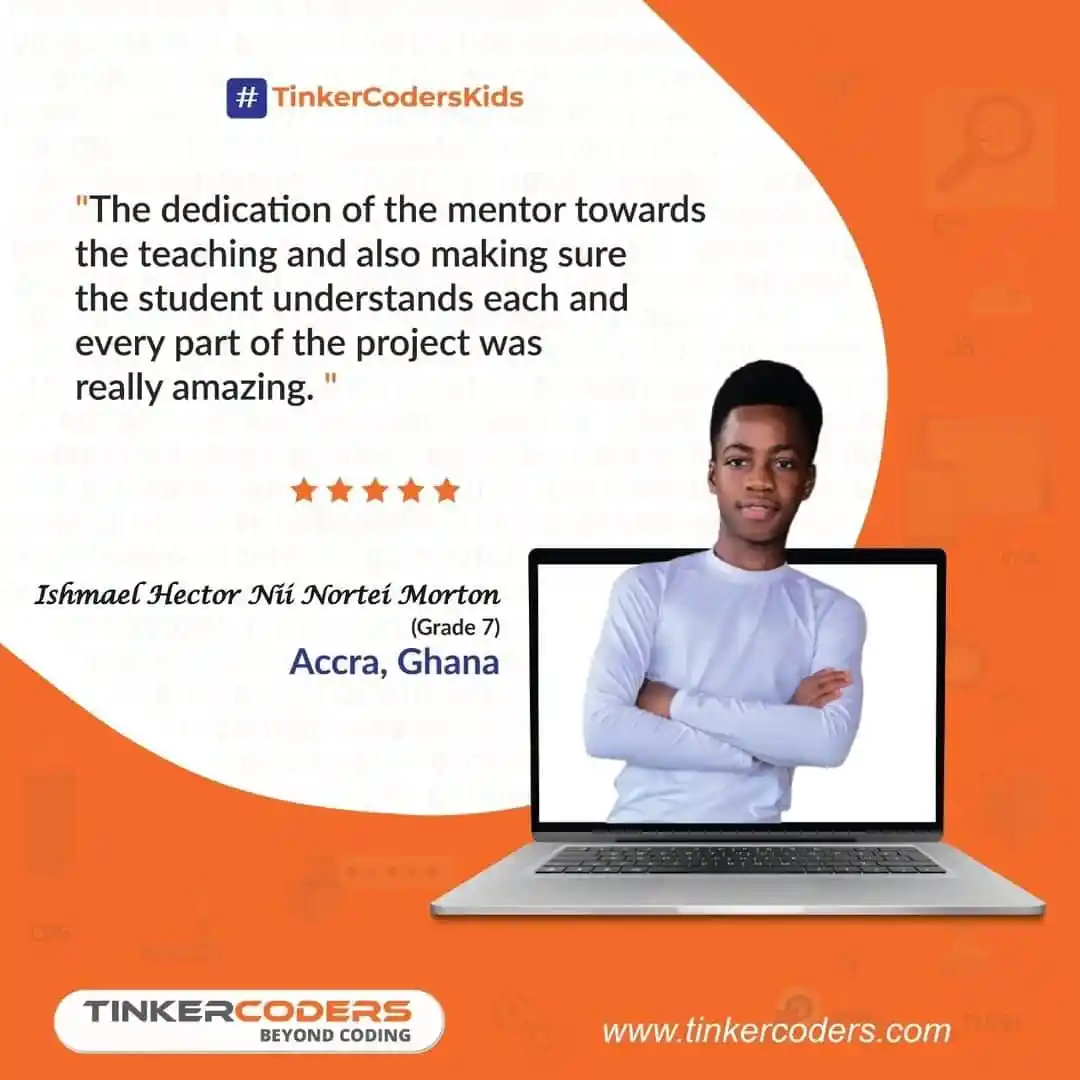 # TinkerCodersKids
"The dedication of the mentor towards
the teaching and also making sure
the student understands each and
every part of the project was
really amazing. "
Ishmael Hector Nii Nortei Morton
(Grade 7)
Accra, Ghana
TINKERCODERS
BEYOND CODING
www.tinkercoders.com